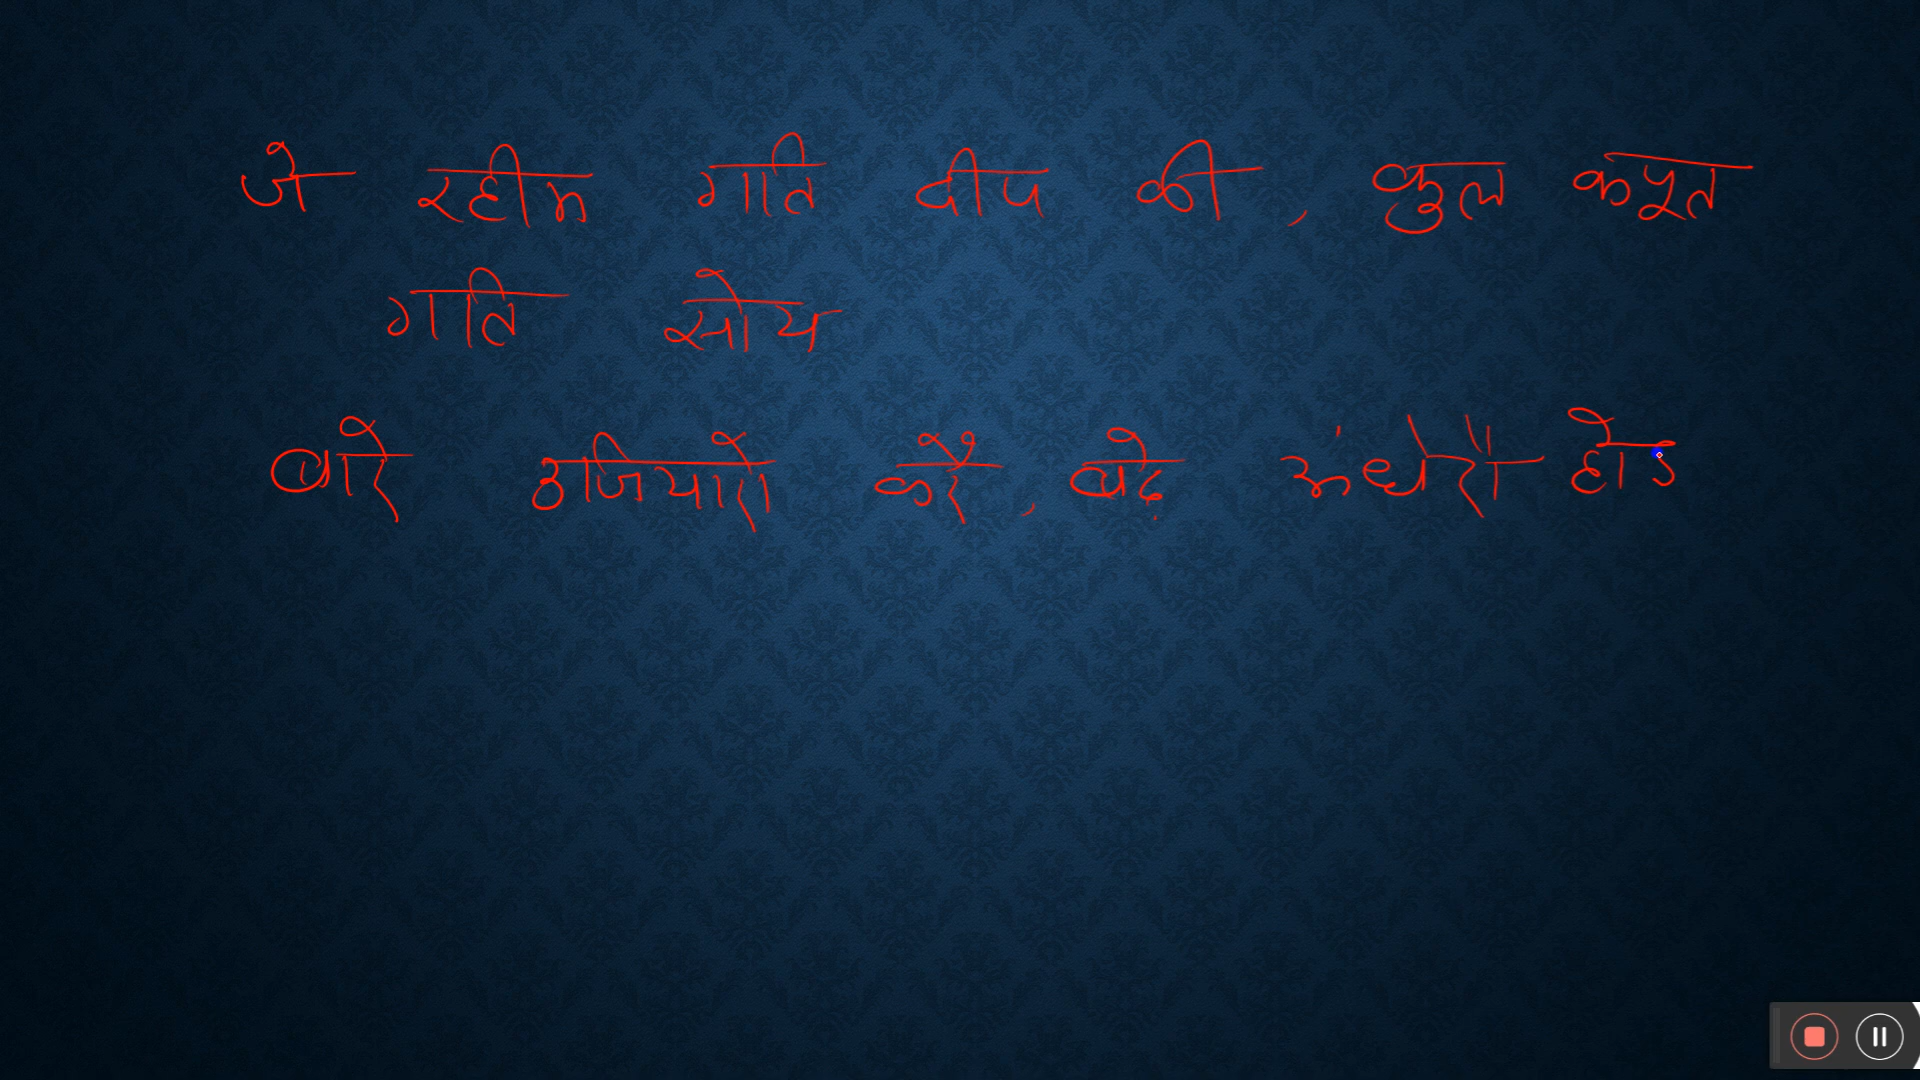 जे रहीम गति दीप की, कुल कपूत
गति सोय
बारे उजियारो करे, बढ़े अंधेरो होइ